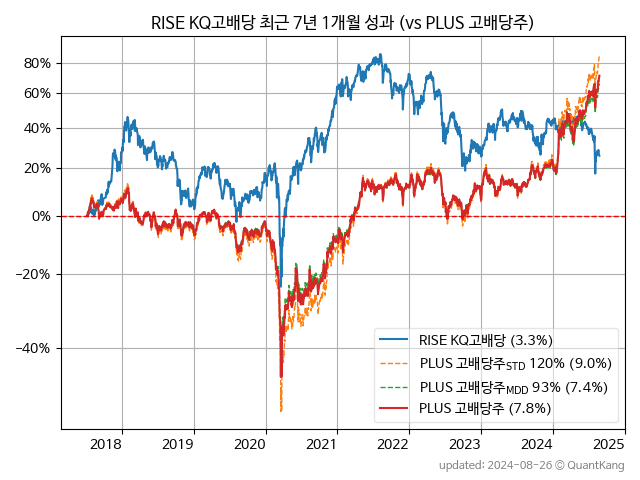 RISE KQ고배당 최근 7년 1개월 성과 (vs PLUS 고배당주)
80%
60%
40%
20%
0%
−20%
−40%
RISE KQ고배당 (3.3%)
PLUS 고배당주STD 120% (9.0%)
PLUS 고배당주MDD 93% (7.4%)
PLUS 고배당주 (7.8%)
2018 2019 2020 2021 2022 2023 2024 2025
updated: 2024-08-26 ⓒ QuantKang